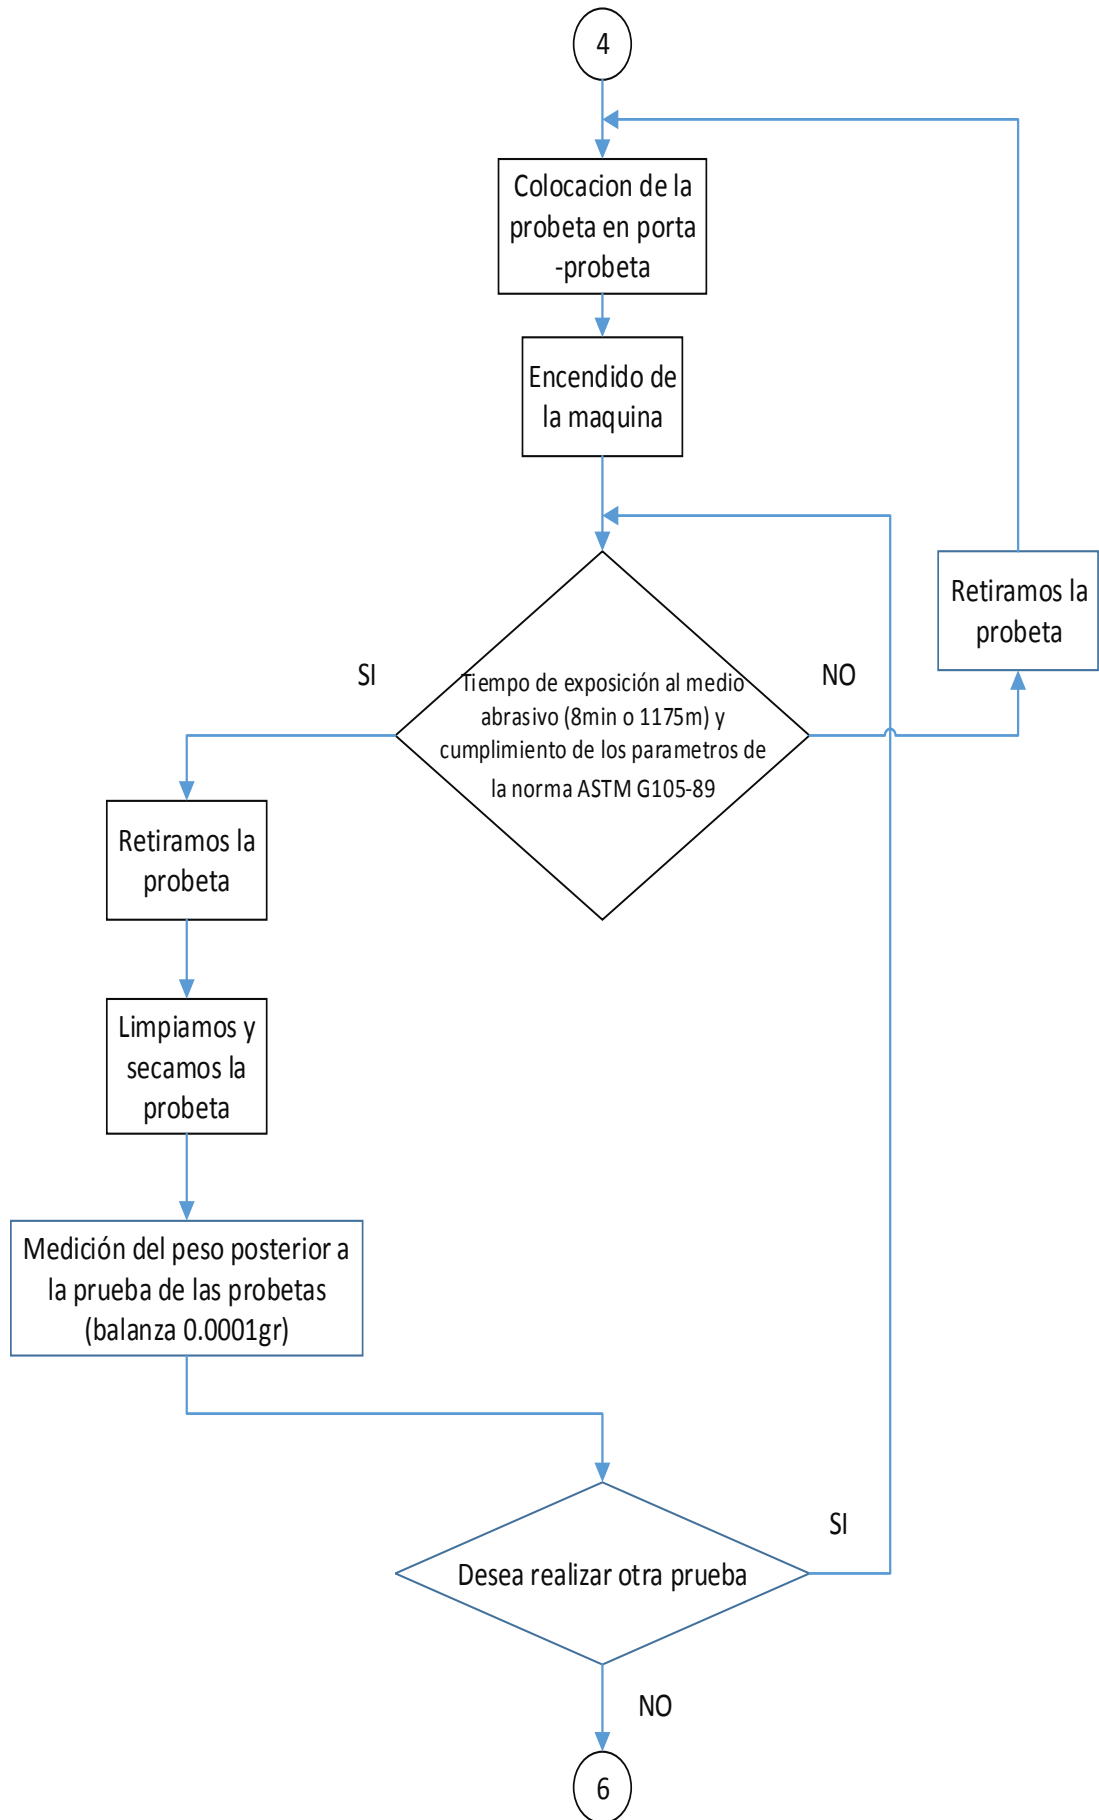 4
Colocacion de la
probeta en porta
-probeta
Encendido de
la maquina
Retiramos la
probeta
SI
NO
Tiempo de exposición al medio
abrasivo (8min o 1175m) y
cumplimiento de los parametros de
la norma ASTM G105-89
Retiramos la
probeta
Limpiamos y
secamos la
probeta
Medición del peso posterior a
la prueba de las probetas
(balanza 0.0001gr)
SI
Desea realizar otra prueba
NO
6